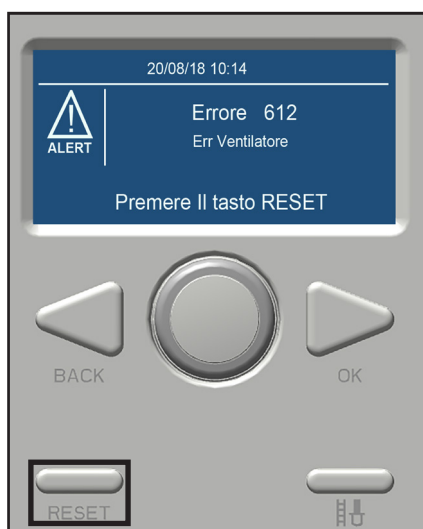 20/08/18 10:14
Errore 612
ALERT
Err Ventilatore
Premere Il tasto RESET
BACK
OK
RESET